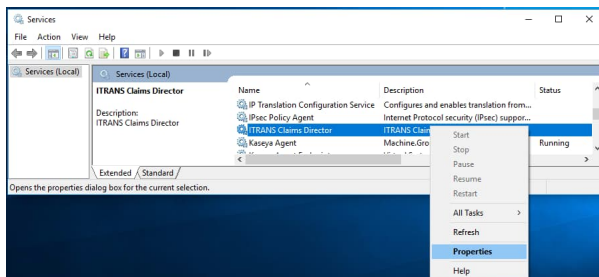 Services
File Action View Help
Services (Local)
Services (Local)
ITRANS Claims Director
Description:
ITRANS Claims Director
Name Description Status
IP Translation Configuration Service Configures and enables translation from...
IPsec Policy Agent Internet Protocol security (IPsec) suppor...
ITRANS Claims Director ITRANS Clain
Kaseya Agent Machine.Gro Running
Extended Standard
Opens the properties dialog box for the current selection.
Start
Stop
Pause
Resume
Restart
All Tasks
Refresh
Properties
Help